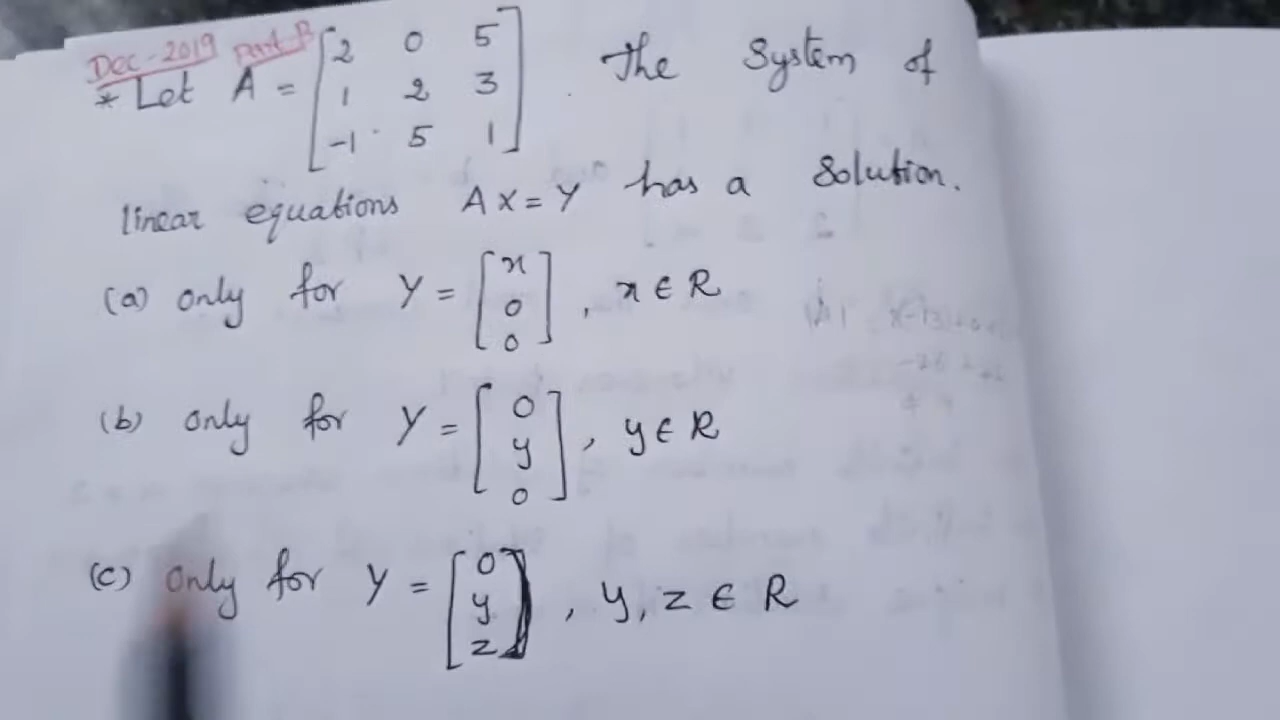 Dec-2019 Part B
* Let A = [2 0 5
1 2 3
-1 5 1] . The System of
linear equations AX = Y has a Solution.
(a) only for Y = [x
0
0] , x ∈ R
(b) only for Y = [0
y
0] , y ∈ R
(c) only for Y = [0
y
z] , y, z ∈ R